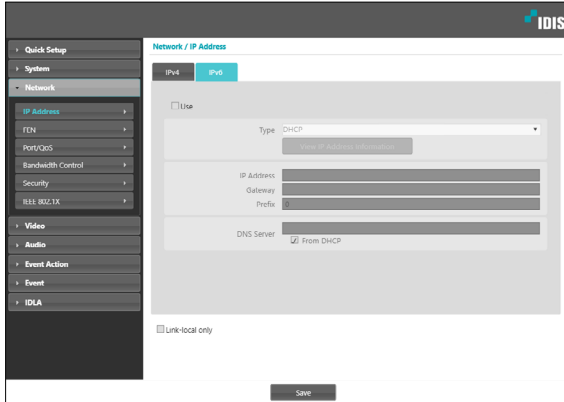 IDIS
Quick Setup
System
Network
IP Address
FEN
Port/QoS
Bandwidth Control
Security
IEEE 802.1X
Video
Audio
Event Action
Event
IDLA
Network / IP Address
IPv4 IPv6
Use
Type DHCP
View IP Address Information
IP Address
Gateway
Prefix 0
DNS Server
From DHCP
Link-local only
Save